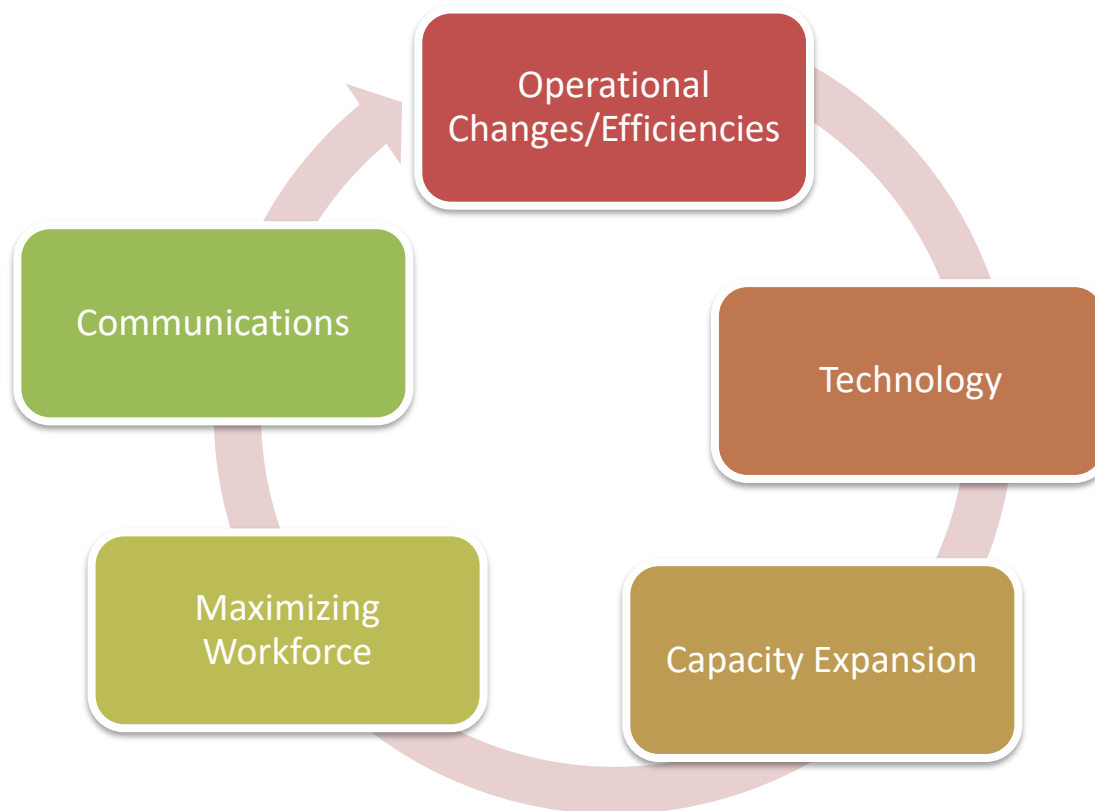 Operational
Changes/Efficiencies
Technology
Capacity Expansion
Maximizing
Workforce
Communications